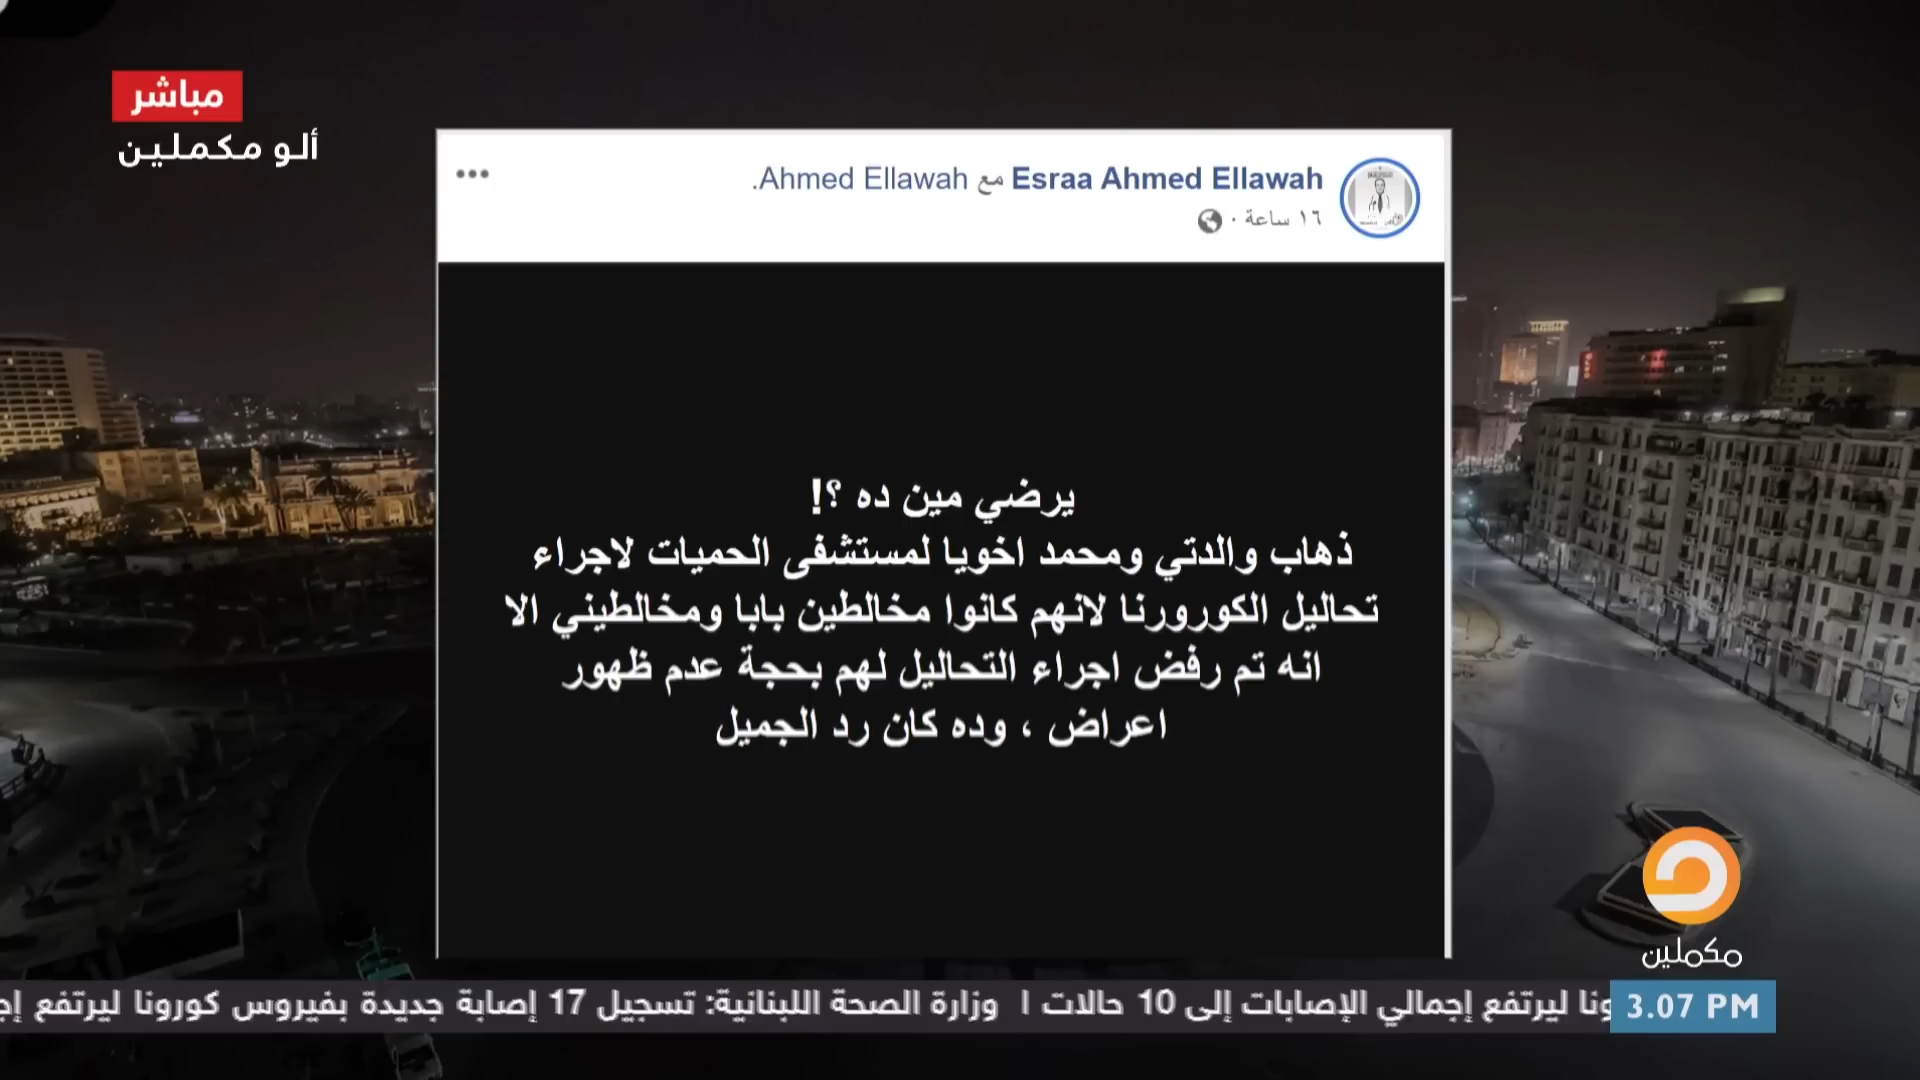 مباشر
ألو مكملين
Esraa Ahmed Ellawah مع Ahmed Ellawah.
١٦ ساعة ·
يرضي مين ده ؟!
ذهاب والدتي ومحمد اخويا لمستشفى الحميات لاجراء
تحاليل الكورورنا لانهم كانوا مخالطين بابا ومخالطيني الا
انه تم رفض اجراء التحاليل لهم بحجة عدم ظهور
اعراض ، وده كان رد الجميل
مكملين
ليرتفع إجمالي الإصابات إلى 10 حالات | وزارة الصحة اللبنانية: تسجيل 17 إصابة جديدة بفيروس كورونا ليرتفع
3.07 PM